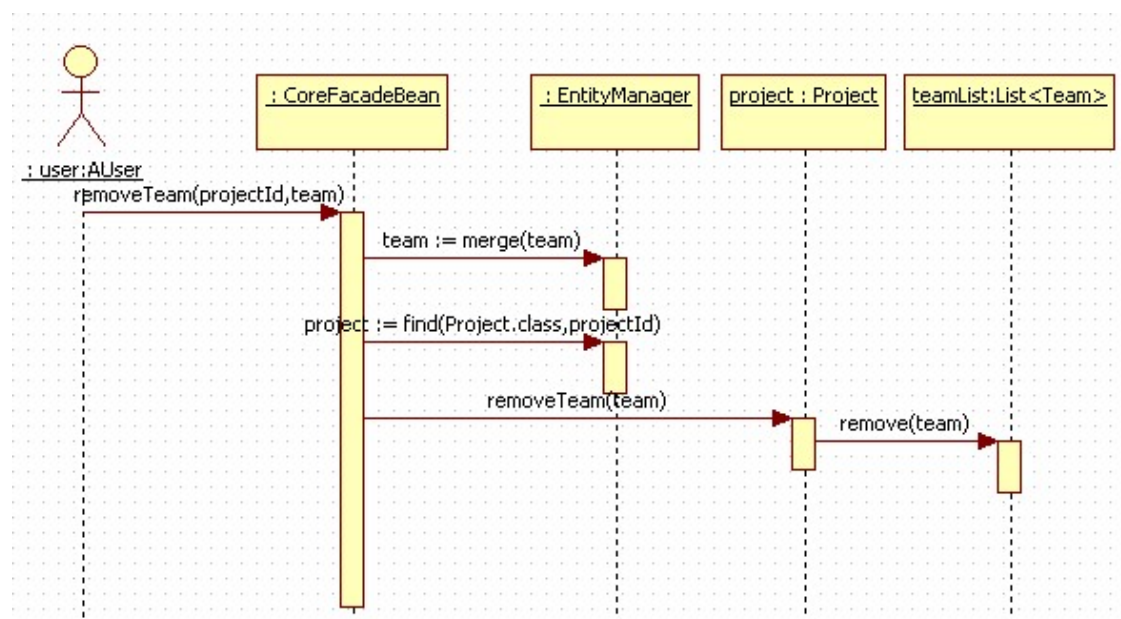 : CoreFacadeBean
: EntityManager
project : Project
teamList:List<Team>
: user:AUser
removeTeam(projectId,team)
team := merge(team)
project := find(Project.class,projectId)
removeTeam(team)
remove(team)